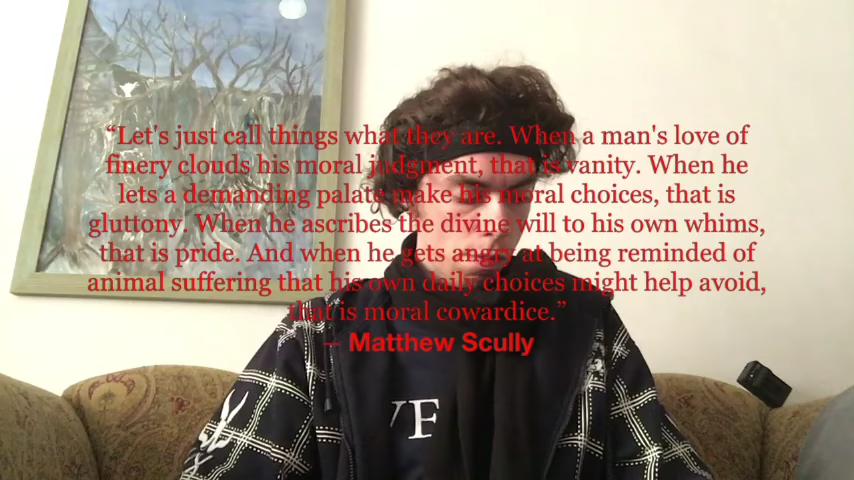 “Let's just call things what they are. When a man's love of
finery clouds his moral judgment, that is vanity. When he
lets a demanding palate make his moral choices, that is
gluttony. When he ascribes the divine will to his own whims,
that is pride. And when he gets angry at being reminded of
animal suffering that his own daily choices might help avoid,
that is moral cowardice.”
– Matthew Scully
VF